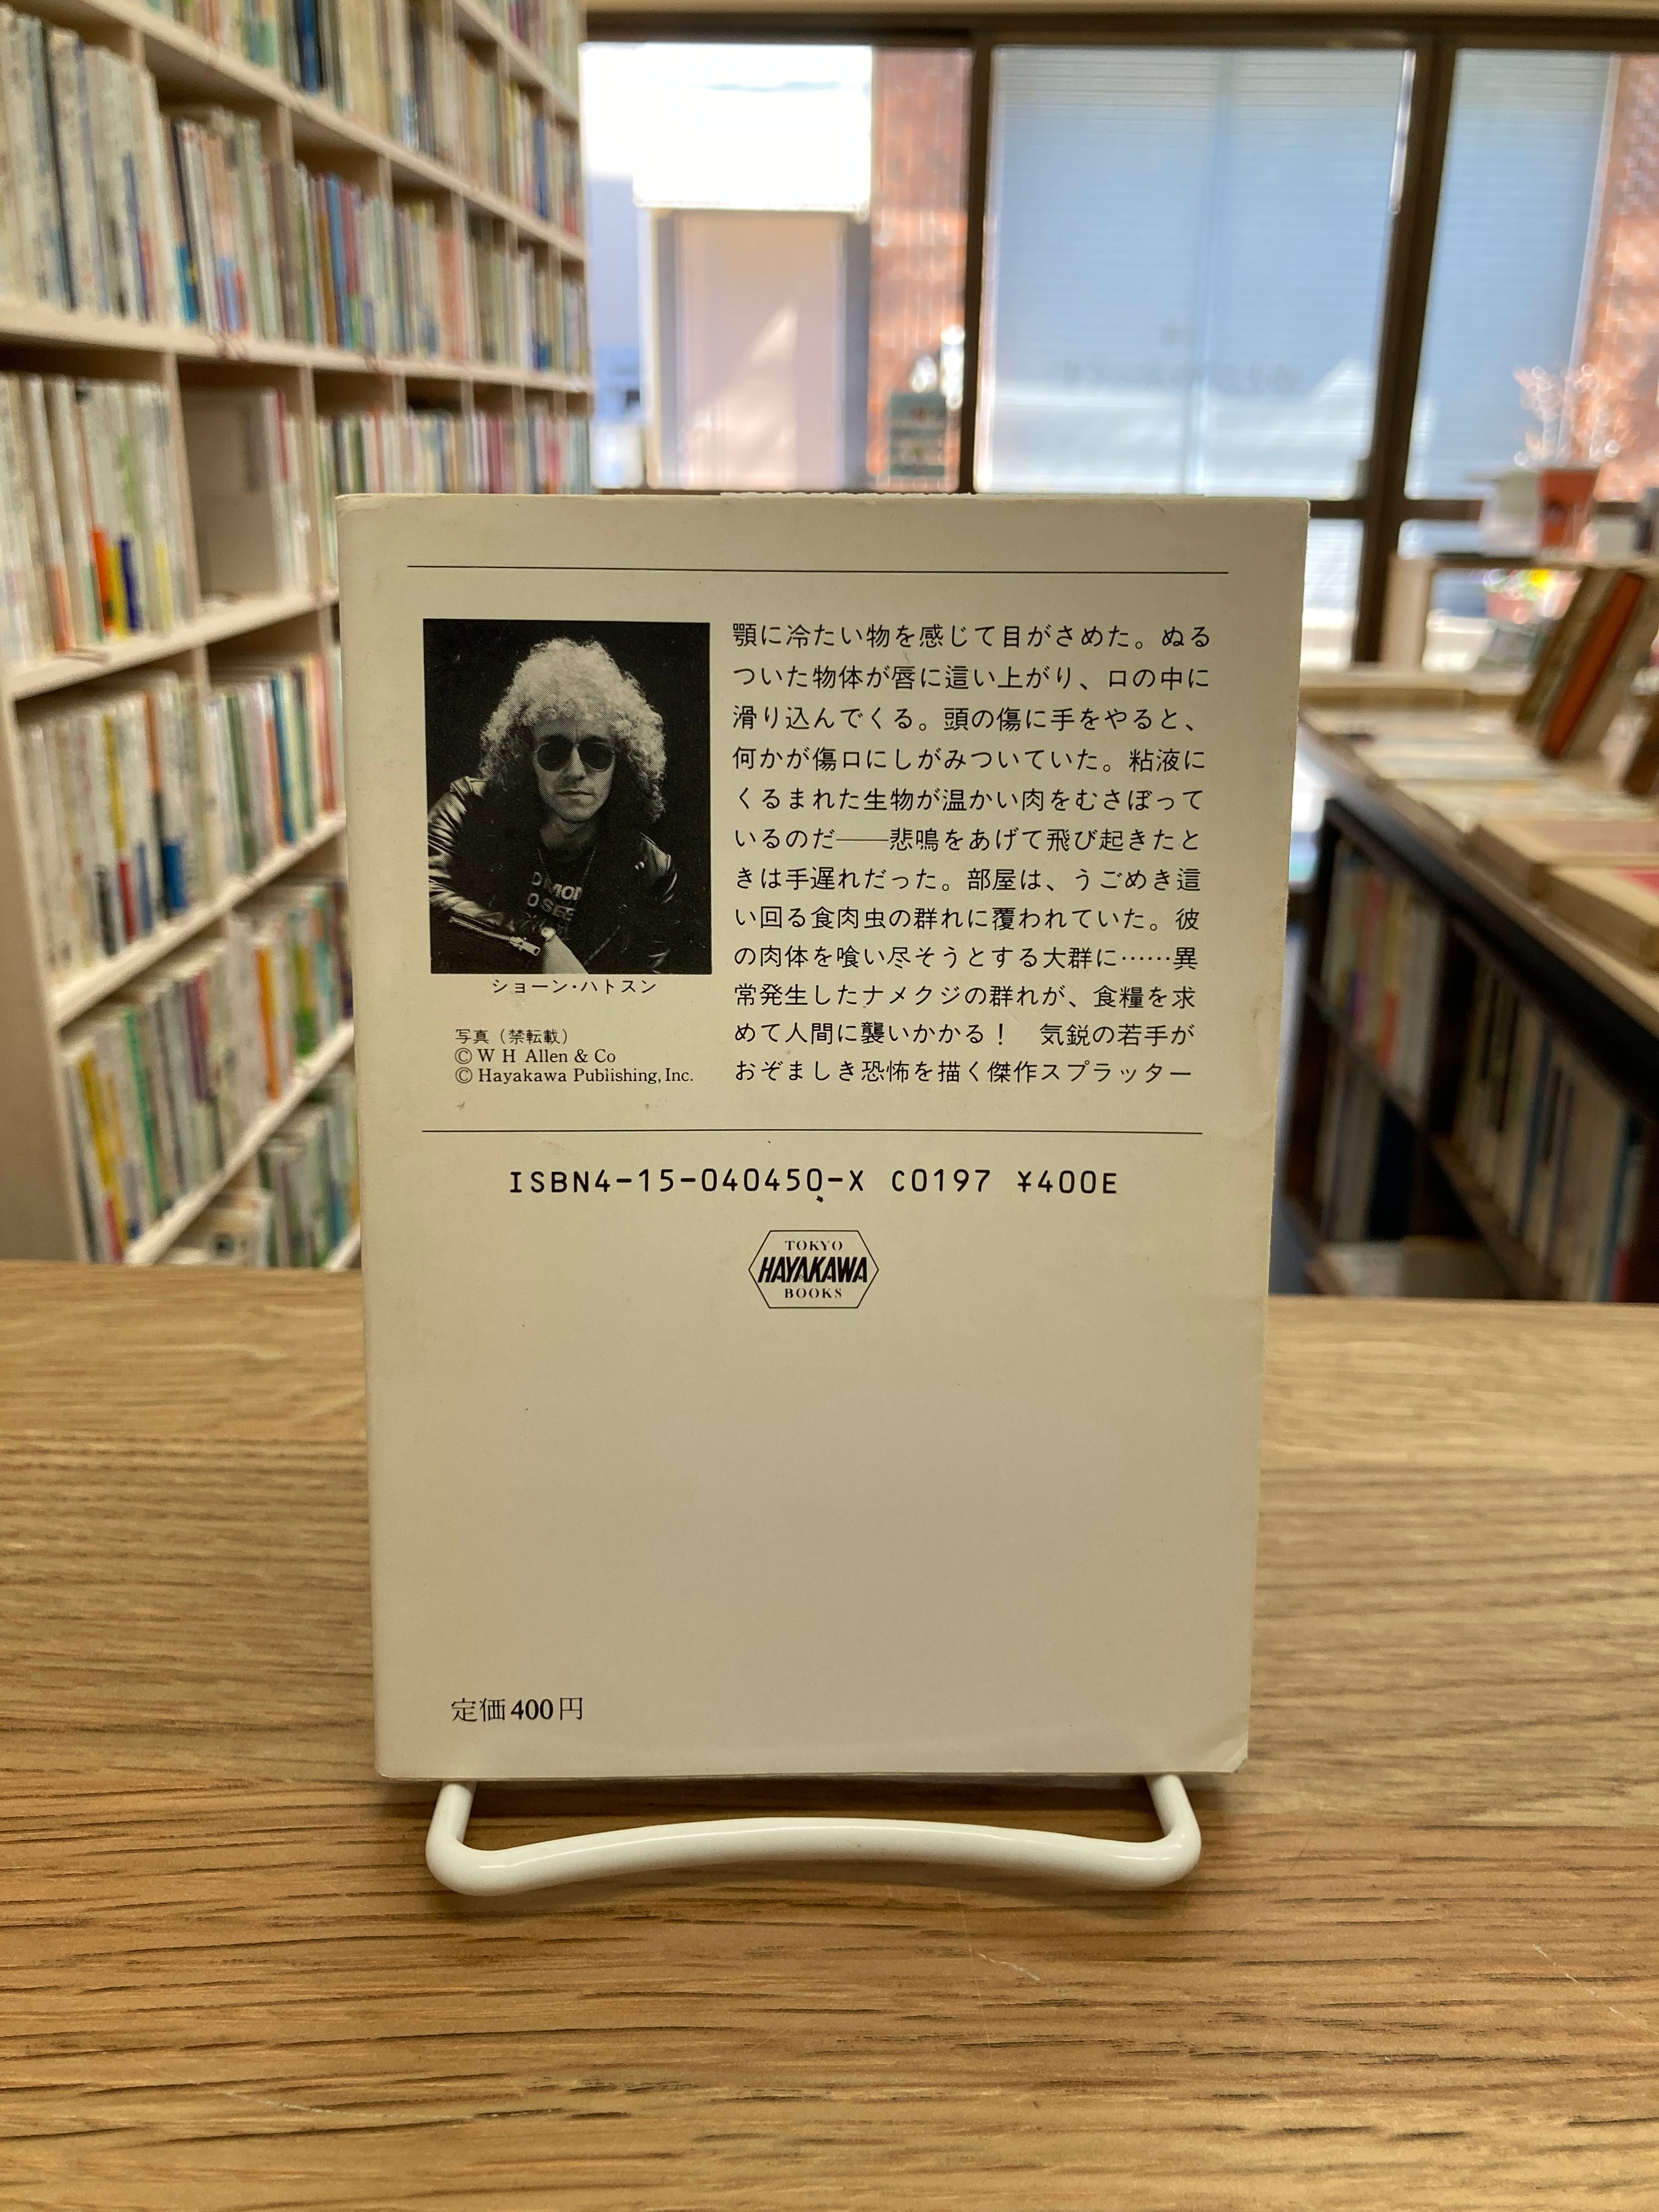 顎に冷たい物を感じて目がさめた。ぬる
ついた物体が唇に這い上がり、口の中に
滑り込んでくる。頭の傷に手をやると、
何かが傷口にしがみついていた。粘液に
くるまれた生物が温かい肉をむさぼって
いるのだ――悲鳴をあげて飛び起きたと
きは手遅れだった。部屋は、うごめき這
い回る食肉虫の群れに覆われていた。彼
の肉体を喰い尽そうとする大群に……異
常発生したナメクジの群れが、食糧を求
めて人間に襲いかかる！　気鋭の若手が
おぞましき恐怖を描く傑作スプラッター
ショーン・ハトスン
写真（禁転載）
© W H Allen & Co
© Hayakawa Publishing, Inc.
ISBN4-15-040450-X C0197 ¥400E
TOKYO
HAYAKAWA
BOOKS
定価400円